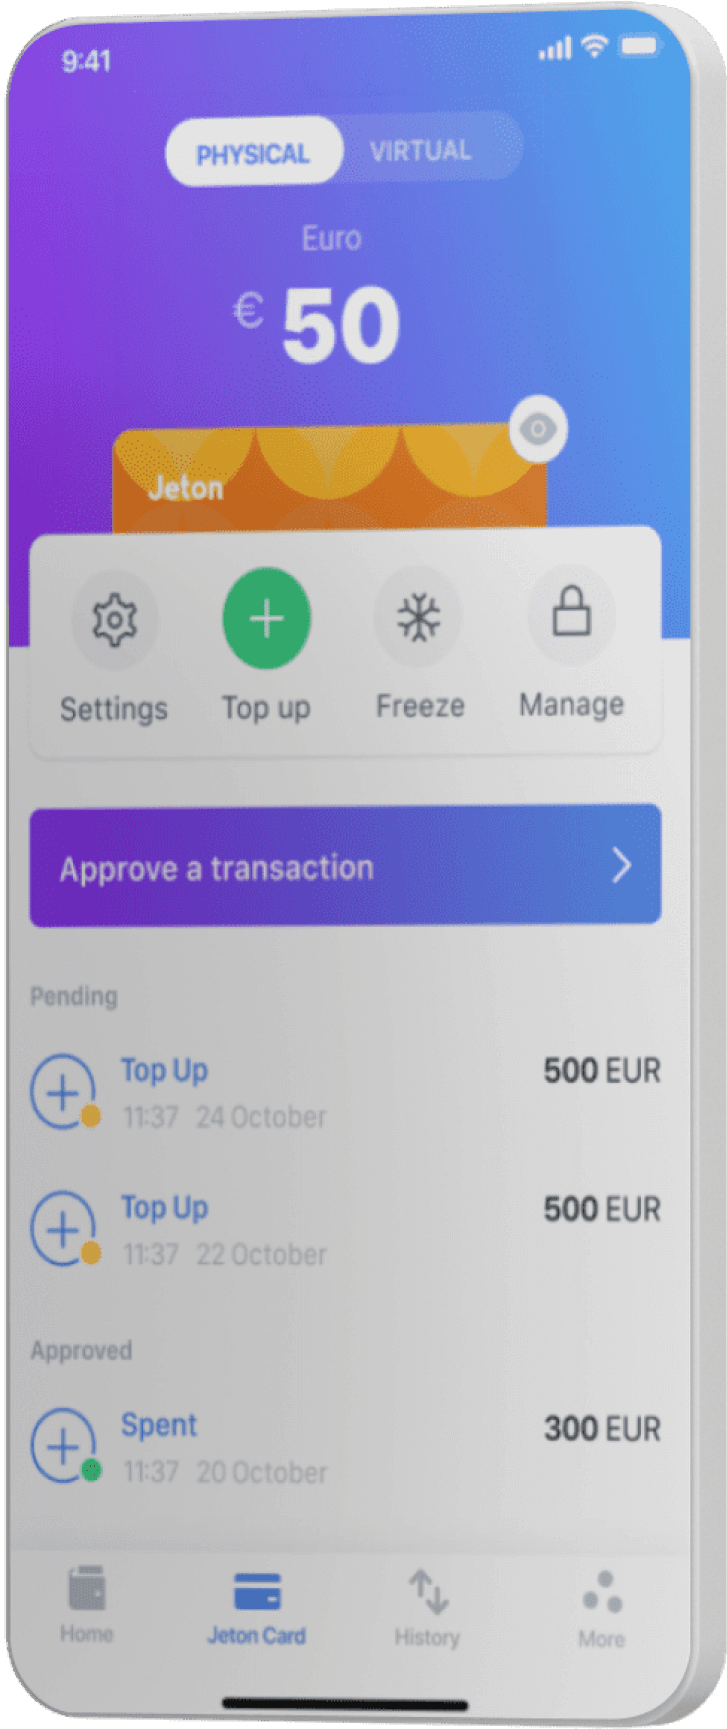 9:41
PHYSICAL VIRTUAL
Euro
€ 50
Jeton
Settings Top up Freeze Manage
Approve a transaction
Pending
Top Up 500 EUR
11:37 24 October
Top Up 500 EUR
11:37 22 October
Approved
Spent 300 EUR
11:37 20 October
Home Jeton Card History More